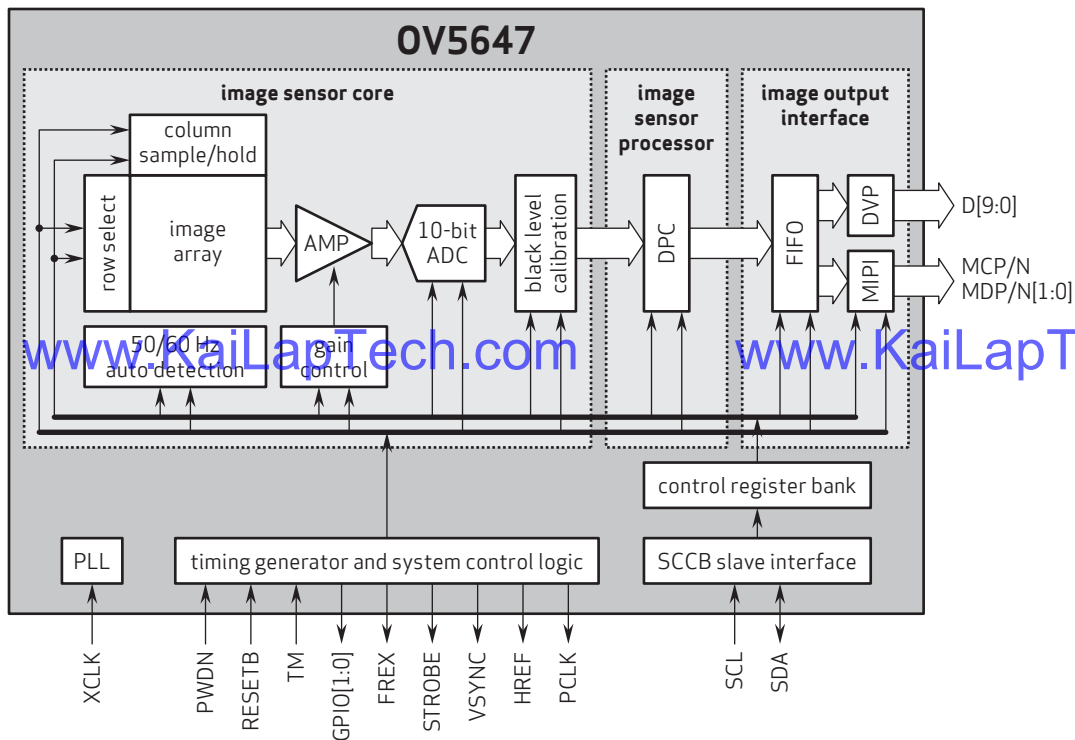 OV5647
image sensor core
image
sensor
processor
image output
interface
column
sample/hold
row select
image
array
AMP
10-bit
ADC
black level
calibration
DPC
FIFO
DVP
MIPI
D[9:0]
MCP/N
MDP/N[1:0]
50/60 Hz
auto detection
gain
control
www.KaiLapTech.com
www.KaiLapT
control register bank
PLL
timing generator and system control logic
SCCB slave interface
XCLK
PWDN
RESETB
TM
GPIO[1:0]
FREX
STROBE
VSYNC
HREF
PCLK
SCL
SDA